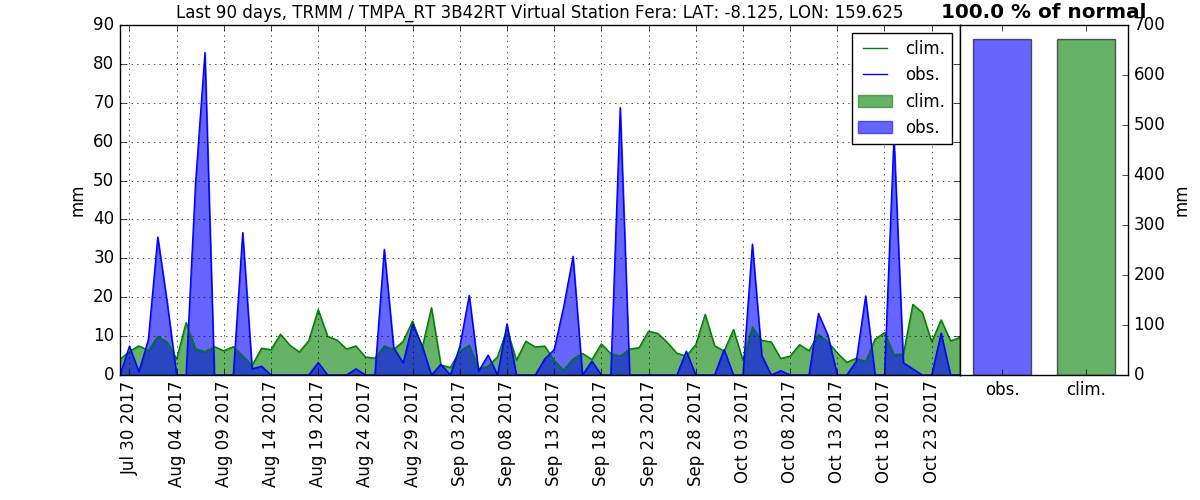 Last 90 days, TRMM / TMPA_RT 3B42RT Virtual Station Fera: LAT: -8.125, LON: 159.625
100.0 % of normal
90
80
70
60
50
40
30
20
10
0
mm
clim.
obs.
clim.
obs.
700
600
500
400
300
200
100
0
mm
Jul 30 2017
Aug 04 2017
Aug 09 2017
Aug 14 2017
Aug 19 2017
Aug 24 2017
Aug 29 2017
Sep 03 2017
Sep 08 2017
Sep 13 2017
Sep 18 2017
Sep 23 2017
Sep 28 2017
Oct 03 2017
Oct 08 2017
Oct 13 2017
Oct 18 2017
Oct 23 2017
obs.
clim.